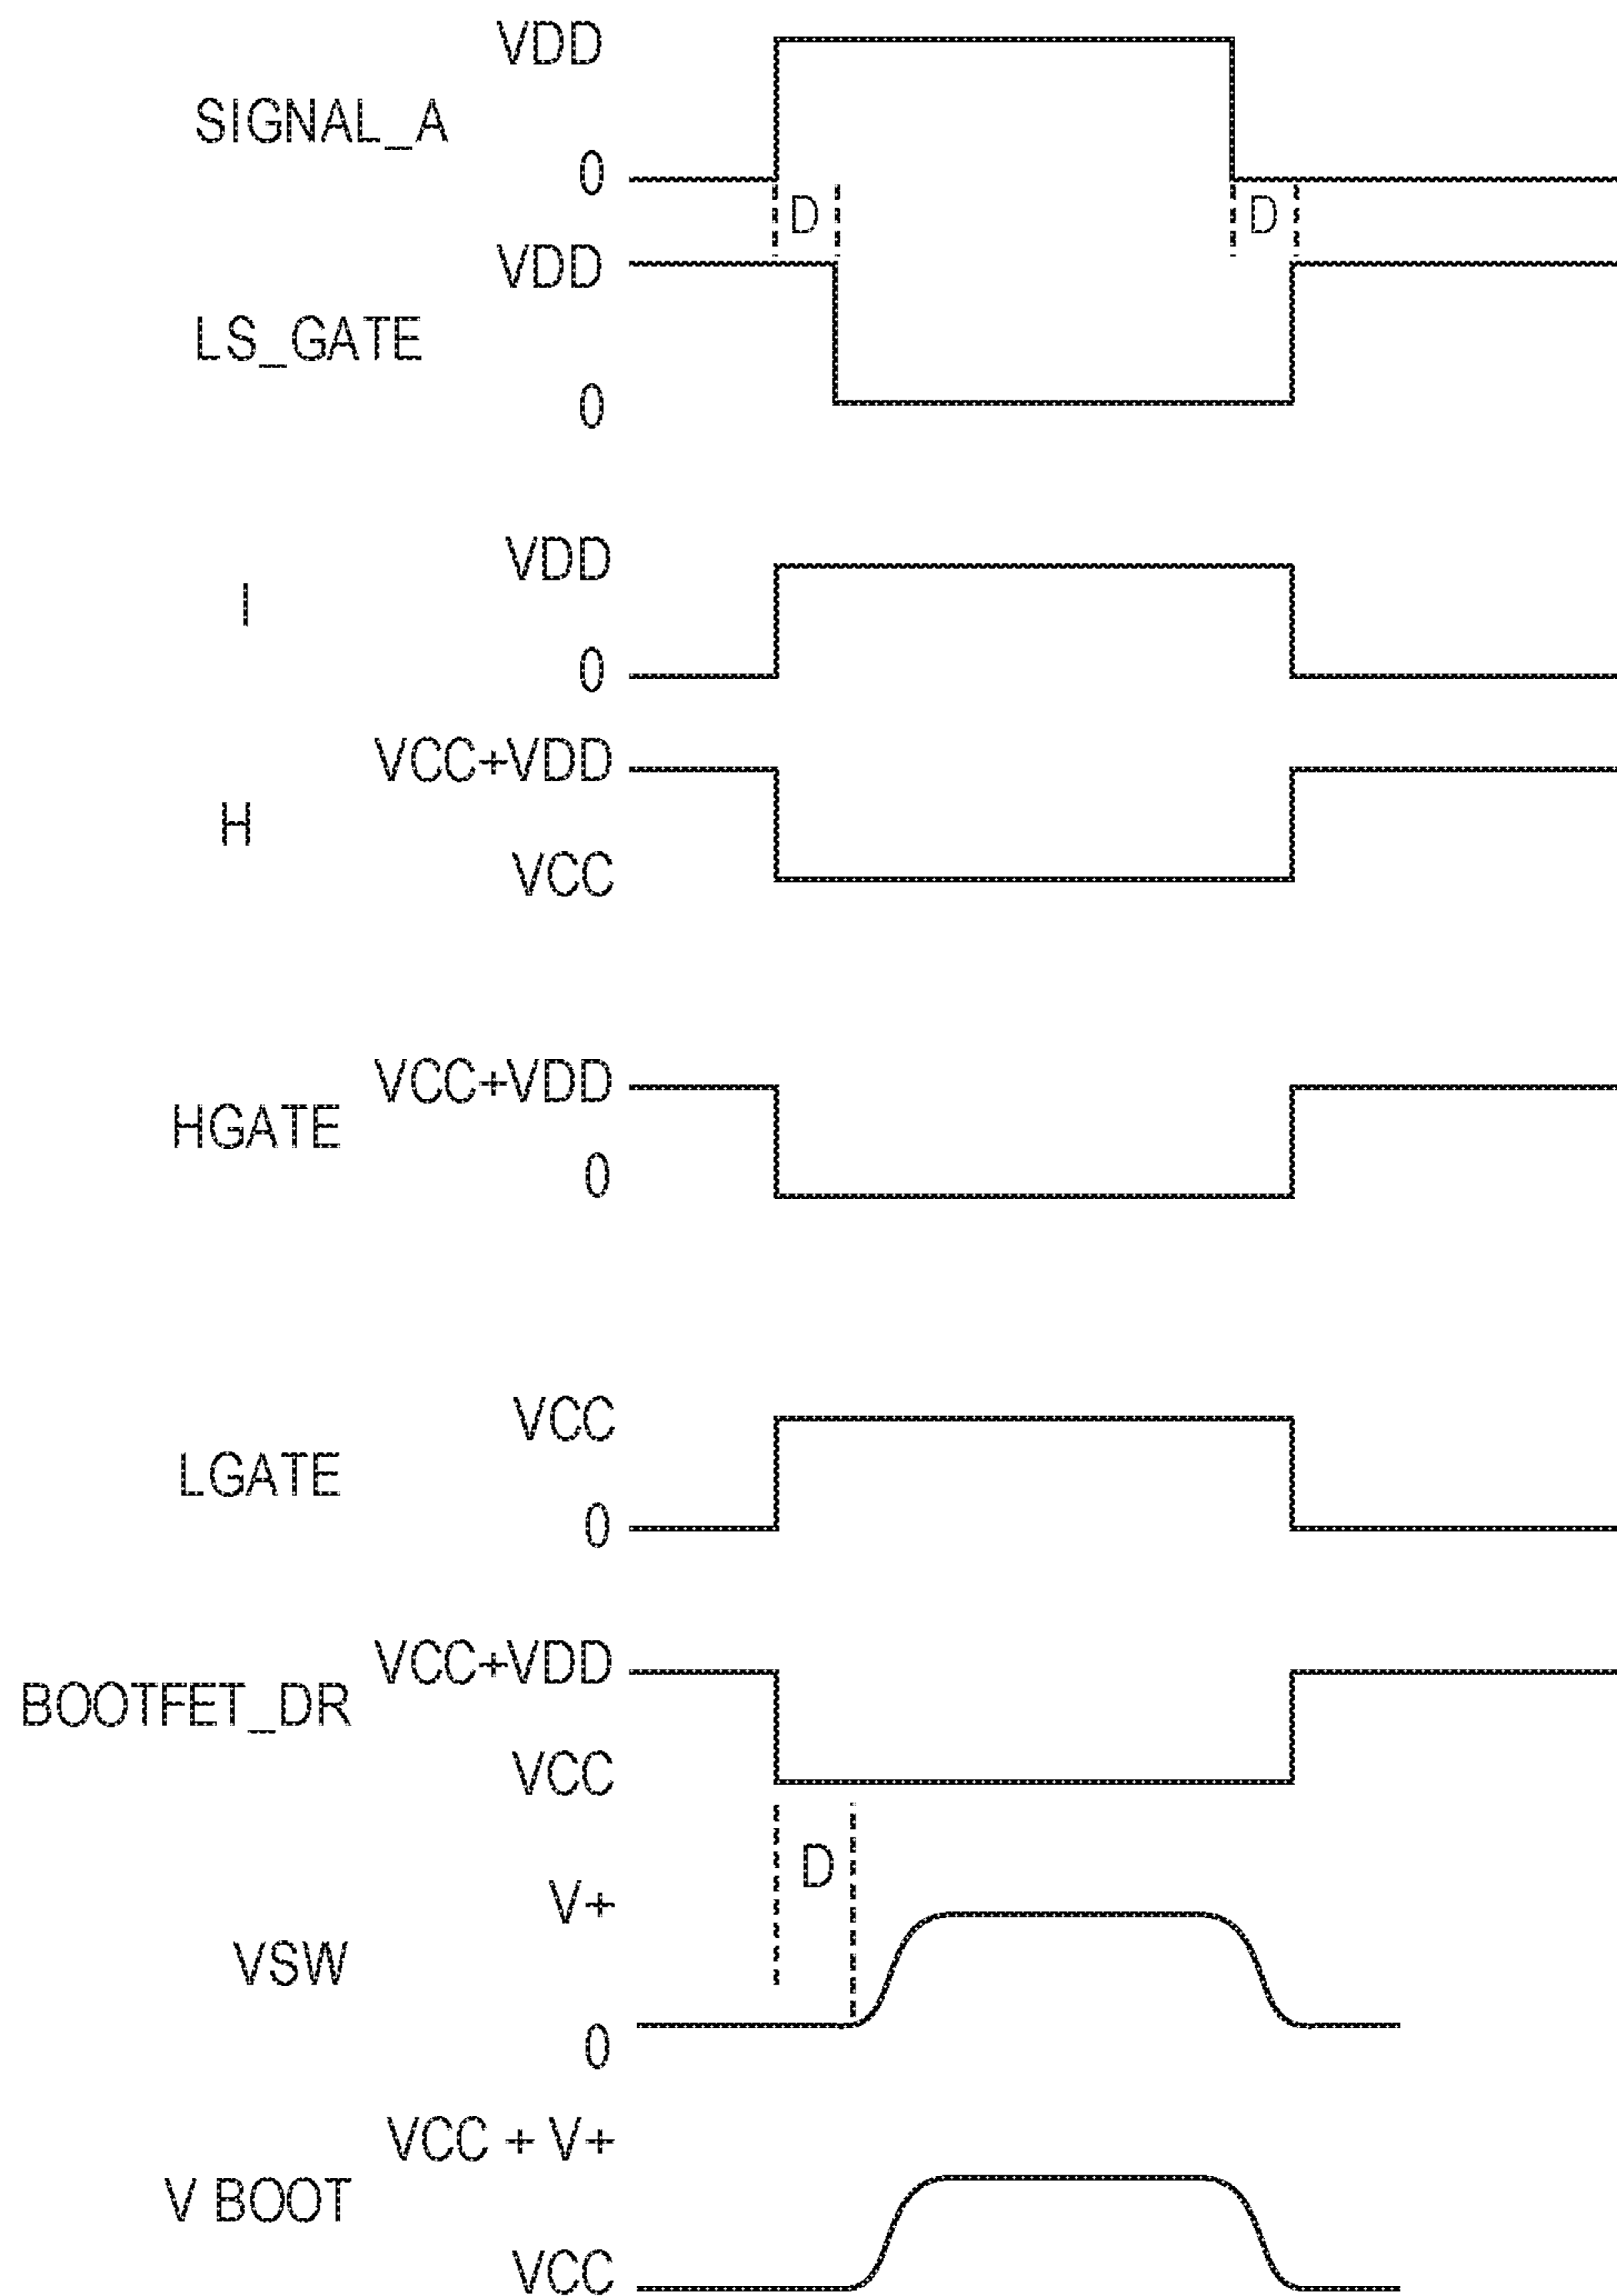 VDD
SIGNAL_A
0
D D
VDD
LS_GATE
0
VDD
I
0
VCC+VDD
H
VCC
VCC+VDD
HGATE
0
VCC
LGATE
0
VCC+VDD
BOOTFET_DR
VCC
D
V+
VSW
0
VCC + V+
V BOOT
VCC